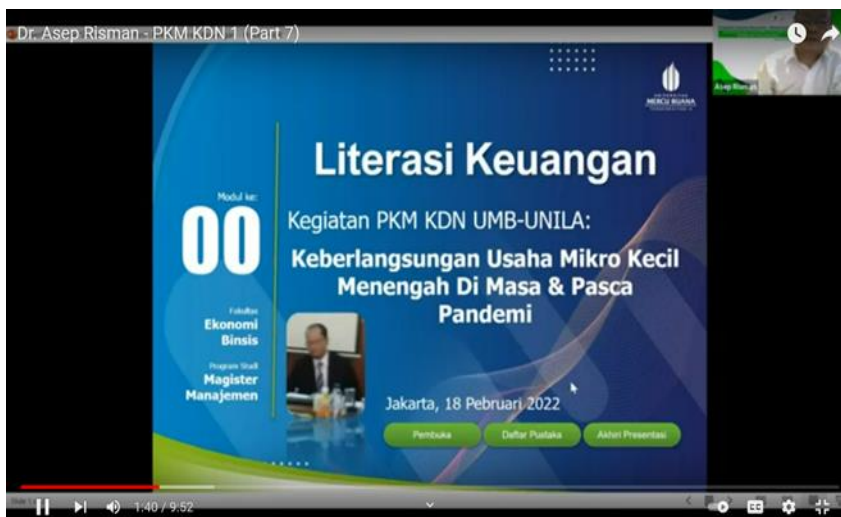 Dr. Asep Risman - PKM KDN 1 (Part 7)
Asep Risman
UNIVERSITAS
MERCU BUANA
Literasi Keuangan
Modul ke:
00
Kegiatan PKM KDN UMB-UNILA:
Keberlangsungan Usaha Mikro Kecil
Menengah Di Masa & Pasca
Pandemi
Fakultas
Ekonomi
Binsis
Program Studi
Magister
Manajemen
Jakarta, 18 Pebruari 2022
Pembuka
Daftar Pustaka
Akhiri Presentasi
1:40 / 9:52
CC